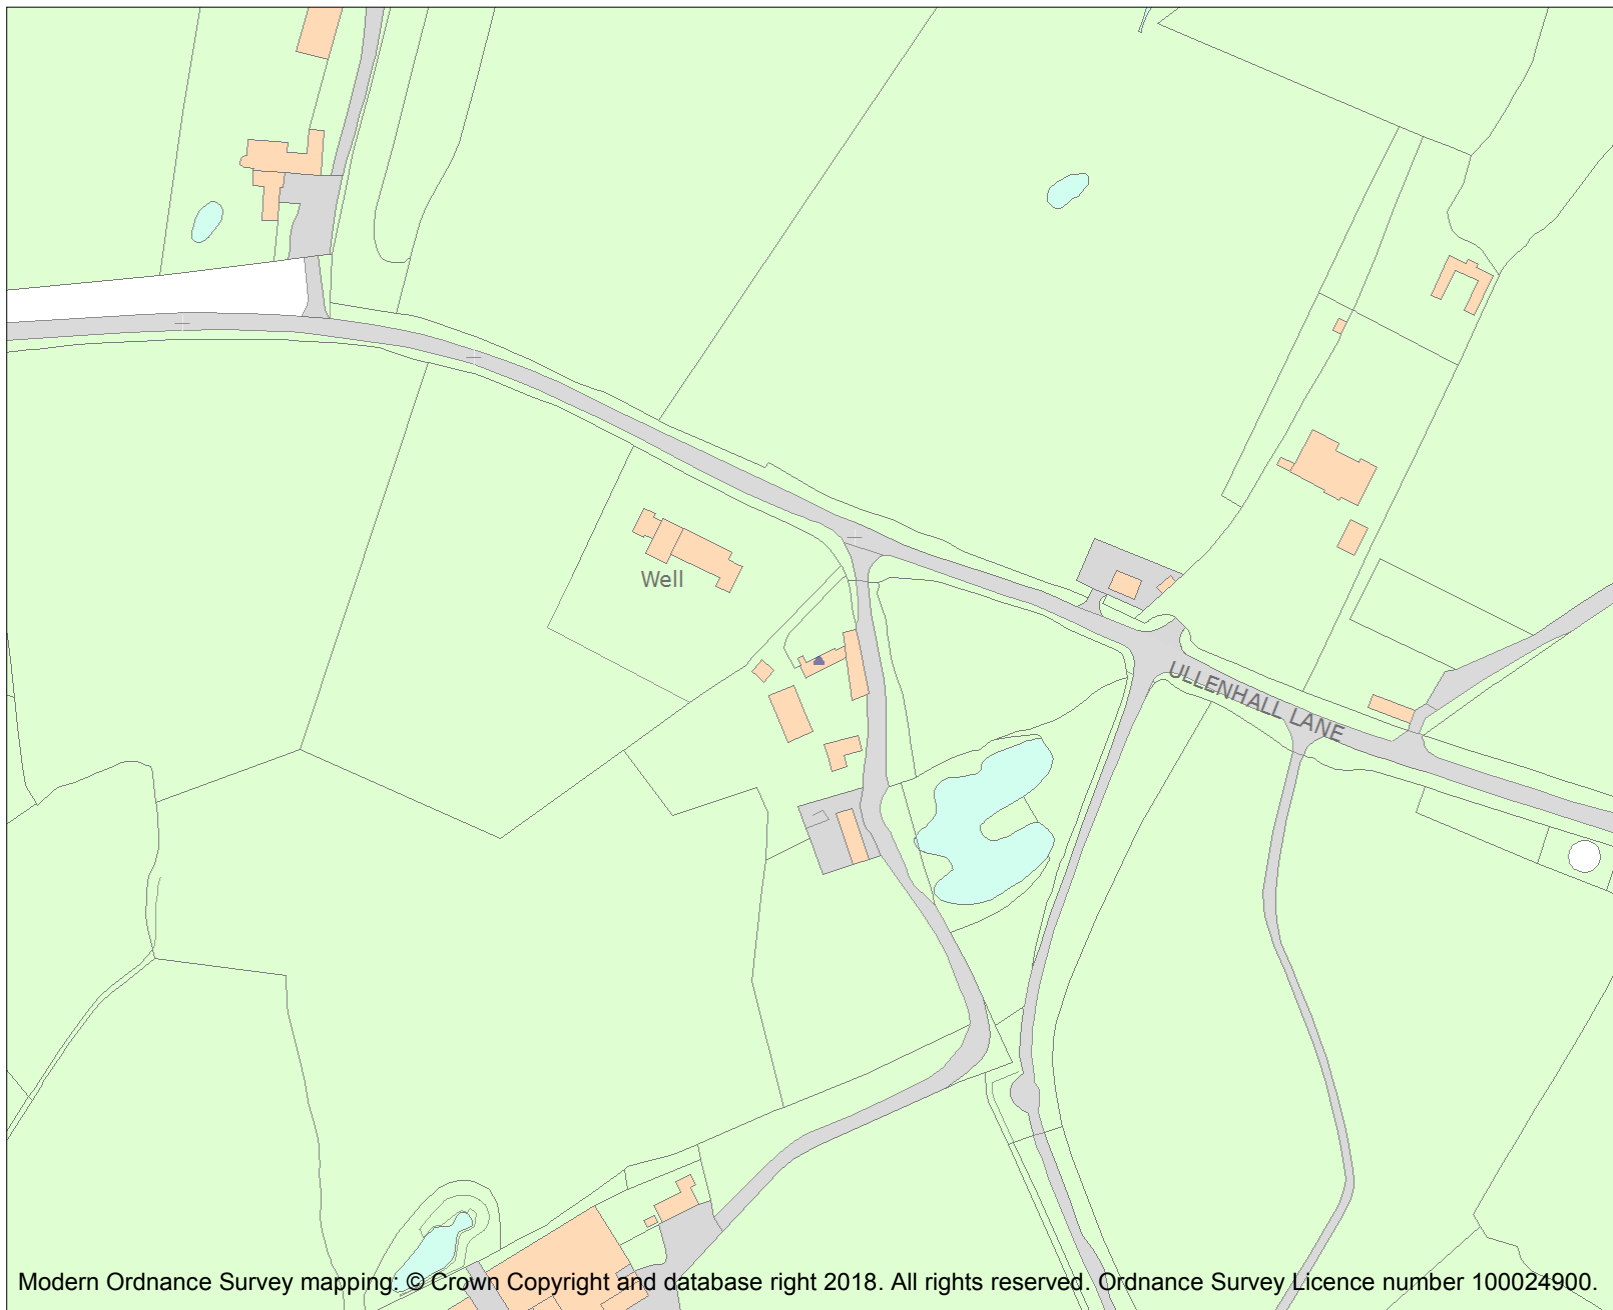 Well
ULLENHALL LANE
Modern Ordnance Survey mapping: © Crown Copyright and database right 2018. All rights reserved. Ordnance Survey Licence number 100024900.